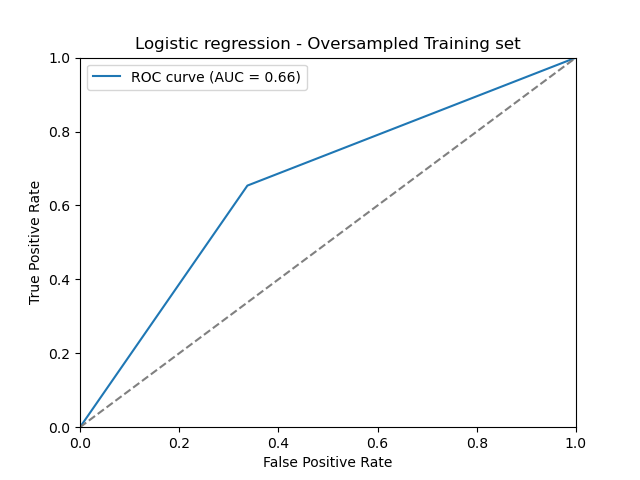 Logistic regression - Oversampled Training set
ROC curve (AUC = 0.66)
True Positive Rate
1.0
0.8
0.6
0.4
0.2
0.0
0.0 0.2 0.4 0.6 0.8 1.0
False Positive Rate